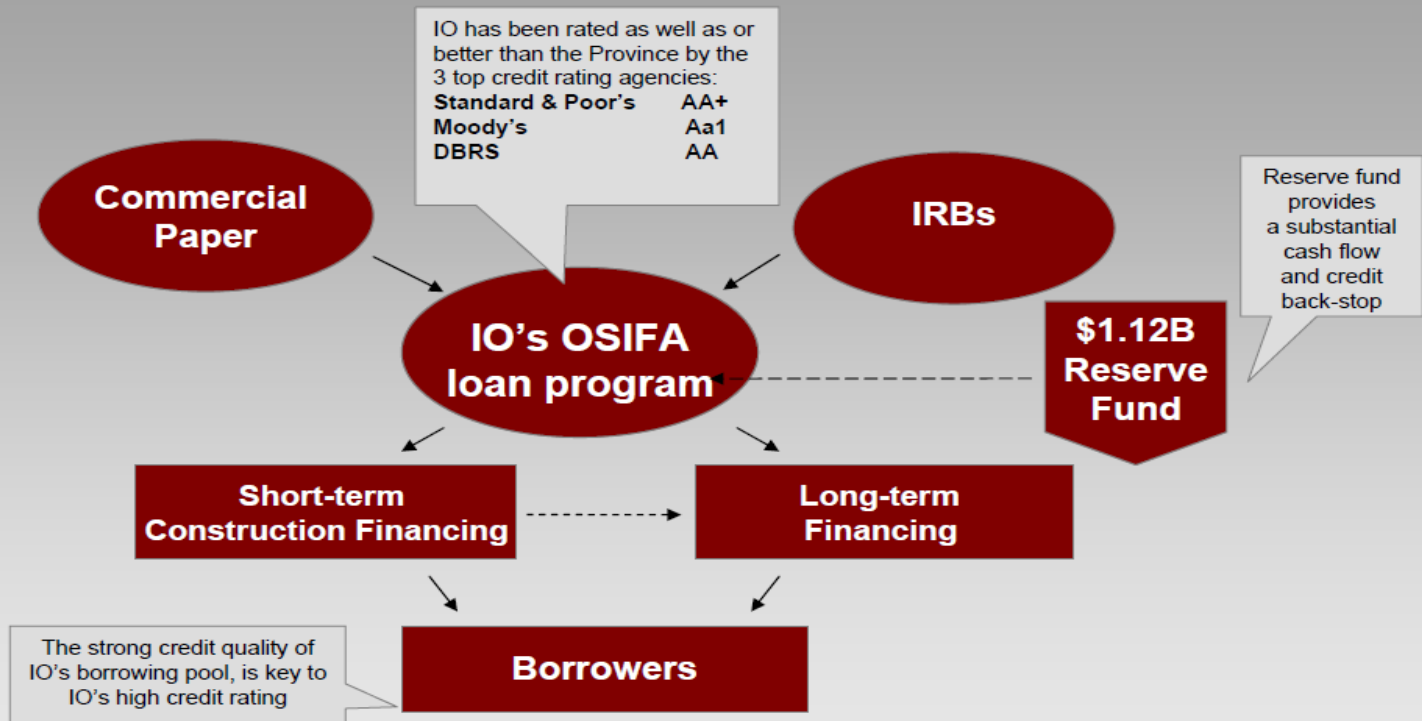 IO has been rated as well as or
better than the Province by the
3 top credit rating agencies:
Standard & Poor's AA+
Moody's Aa1
DBRS AA
Commercial
Paper
IRBs
Reserve fund
provides
a substantial
cash flow
and credit
back-stop
IO's OSIFA
loan program
$1.12B
Reserve
Fund
Short-term
Construction Financing
Long-term
Financing
The strong credit quality of
IO's borrowing pool, is key to
IO's high credit rating
Borrowers